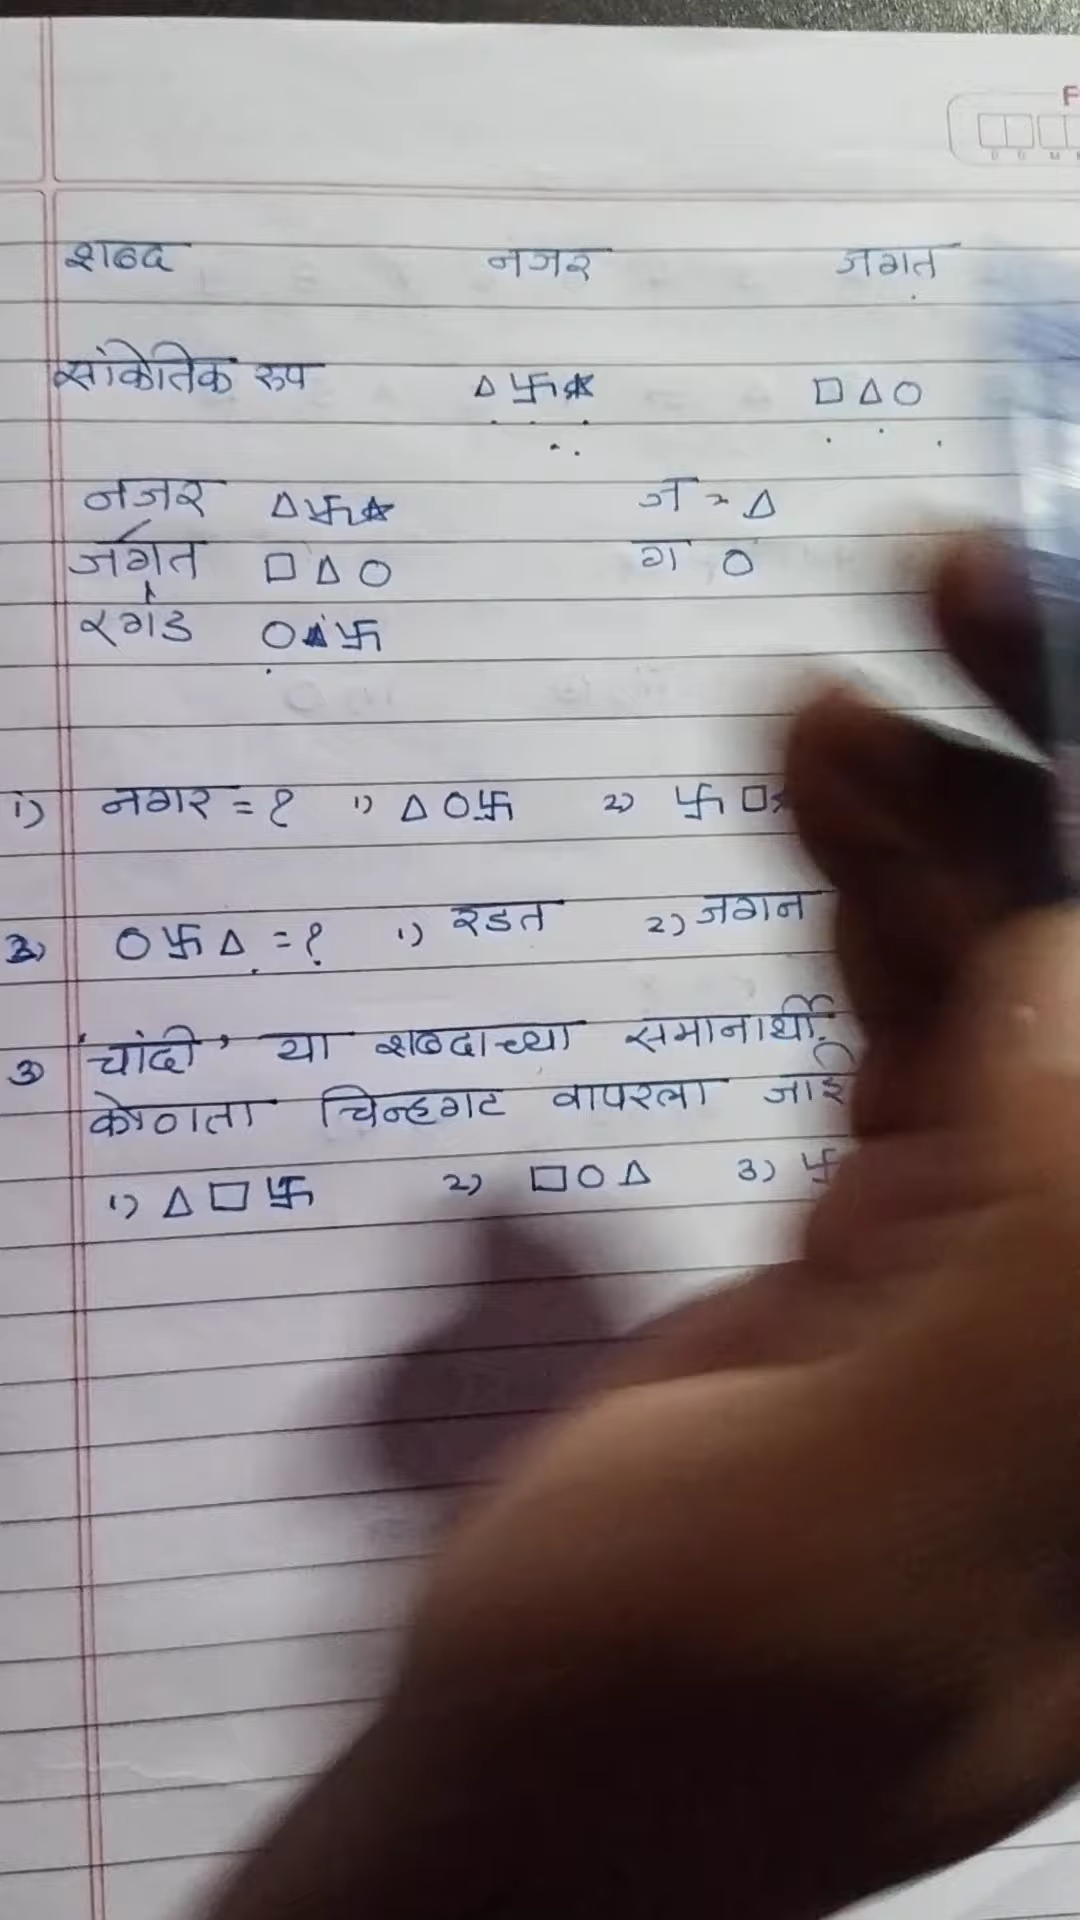 शब्द नजर जगत
सांकेतिक रुप △卐☆ □△○
नजर △卐☆ ज = △
जगत □△○ ग ○
रगड ○△卐
1) नगर = ? 1) △○卐 2) 卐□
2) ○卐△ = ? 1) रडत 2) जगन
3) 'चांदी' या शब्दाच्या समानार्थी
कोणता चिन्हगट वापरला जाई
1) △□卐 2) □○△ 3) 卐